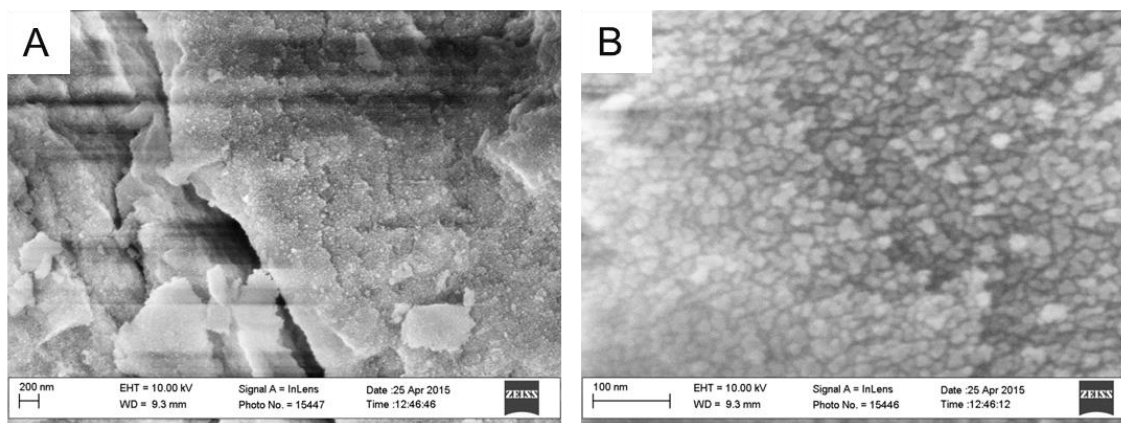 A
B
200 nm
EHT = 10.00 kV
Signal A = InLens
Date :25 Apr 2015
WD = 9.3 mm
Photo No. = 15447
Time :12:46:46
ZEISS
100 nm
EHT = 10.00 kV
Signal A = InLens
Date :25 Apr 2015
WD = 9.3 mm
Photo No. = 15446
Time :12:46:12
ZEISS